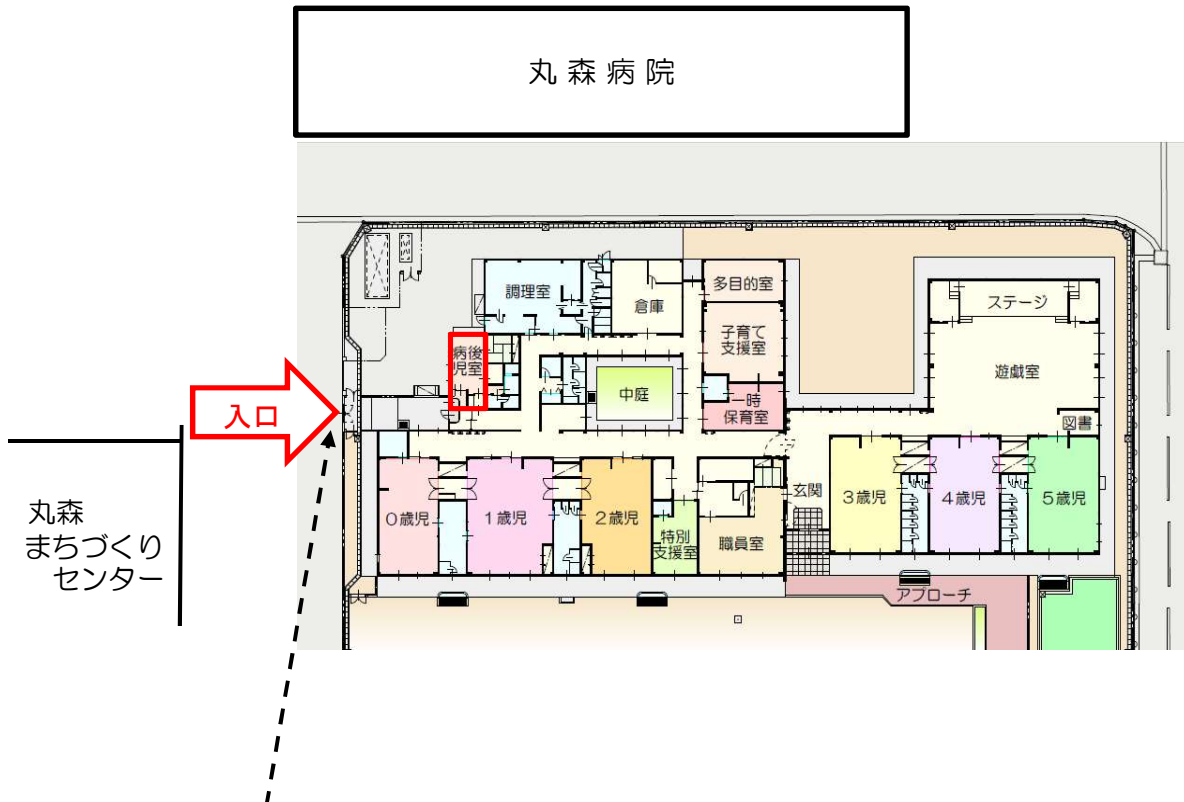 丸森病院
調理室
倉庫
多目的室
ステージ
子育て
支援室
病後
児室
遊戯室
中庭
一時
保育室
入口
図書
丸森
まちづくり
センター
0歳児
1歳児
2歳児
特別
支援室
職員室
玄関
3歳児
4歳児
5歳児
アプローチ